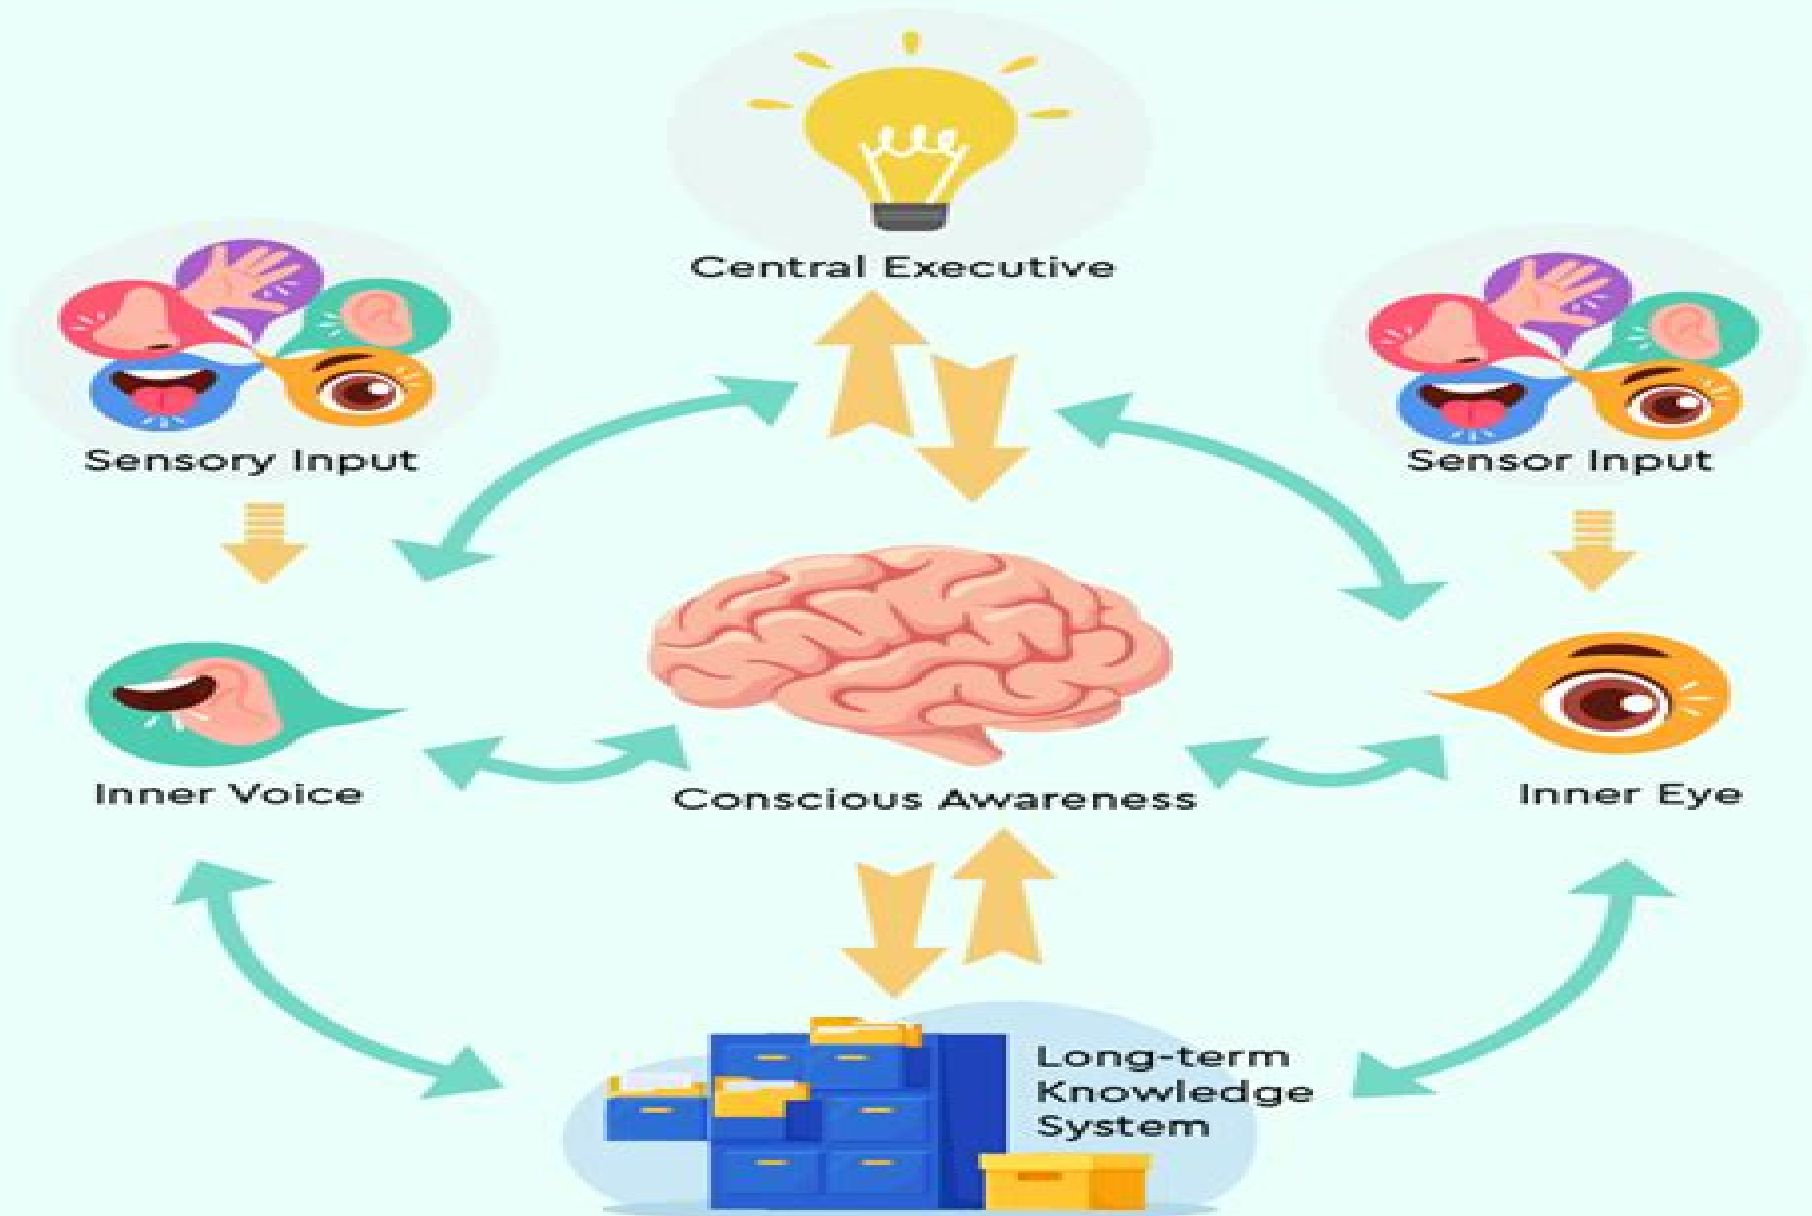 Central Executive
Sensory Input
Sensor Input
Inner Voice
Conscious Awareness
Inner Eye
Long-term
Knowledge
System